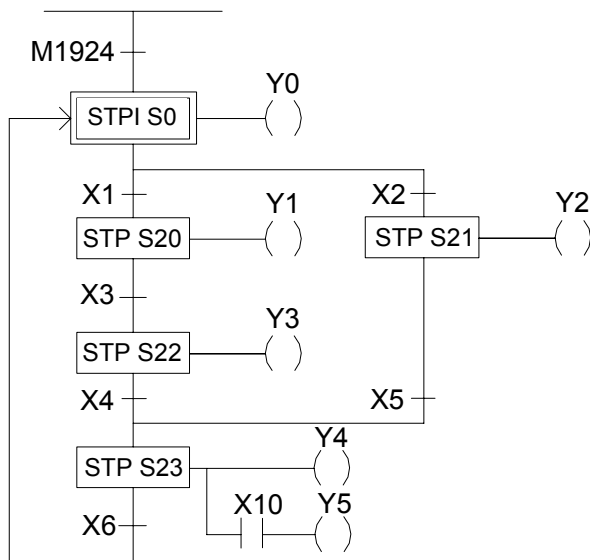 M1924
Y0
STPI S0
X1
Y1
X2
Y2
STP S20
STP S21
X3
Y3
STP S22
X4
X5
Y4
STP S23
X10
Y5
X6